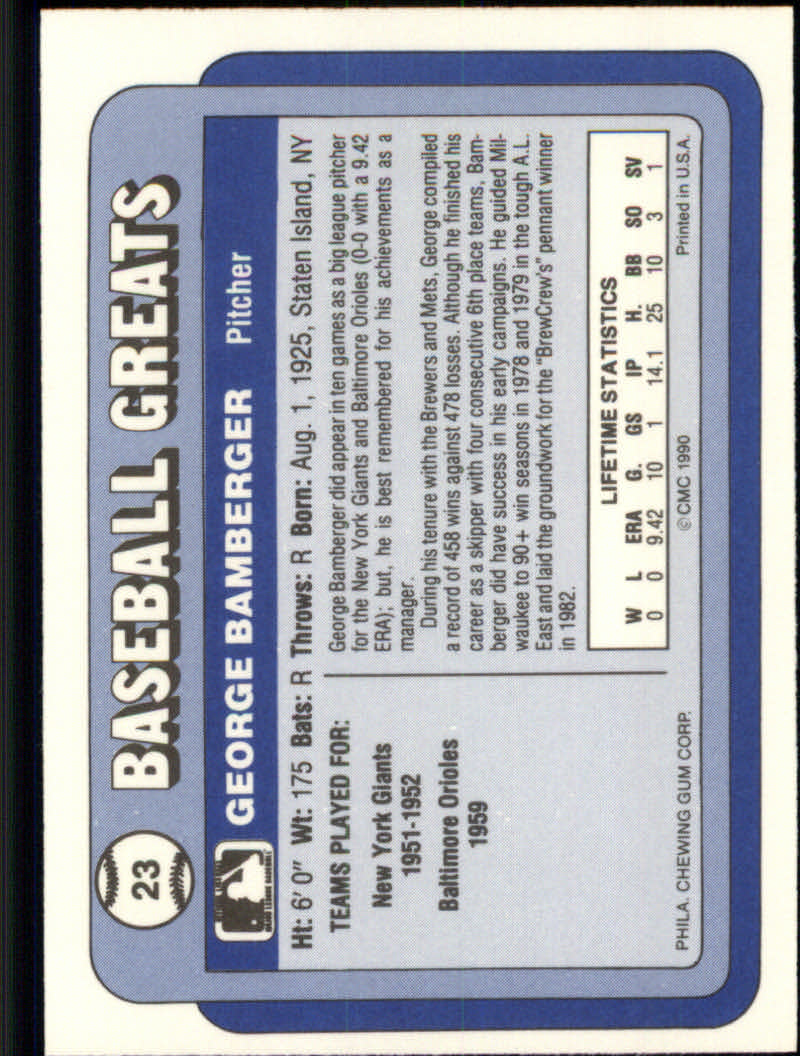 23
BASEBALL GREATS
GEORGE BAMBERGER Pitcher
Ht: 6' 0" Wt: 175 Bats: R Throws: R Born: Aug. 1, 1925, Staten Island, NY
TEAMS PLAYED FOR:
New York Giants
1951-1952
Baltimore Orioles
1959
George Bamberger did appear in ten games as a big league pitcher
for the New York Giants and Baltimore Orioles (0-0 with a 9.42
ERA); but, he is best remembered for his achievements as a
manager.
During his tenure with the Brewers and Mets, George compiled
a record of 458 wins against 478 losses. Although he finished his
career as a skipper with four consecutive 6th place teams, Bam-
berger did have success in his early campaigns. He guided Mil-
waukee to 90+ win seasons in 1978 and 1979 in the tough A.L.
East and laid the groundwork for the "BrewCrew's" pennant winner
in 1982.
LIFETIME STATISTICS
W L ERA G. GS IP H. BB SO SV
0 0 9.42 10 1 14.1 25 10 3 1
PHILA. CHEWING GUM CORP. © CMC 1990 Printed in U.S.A.